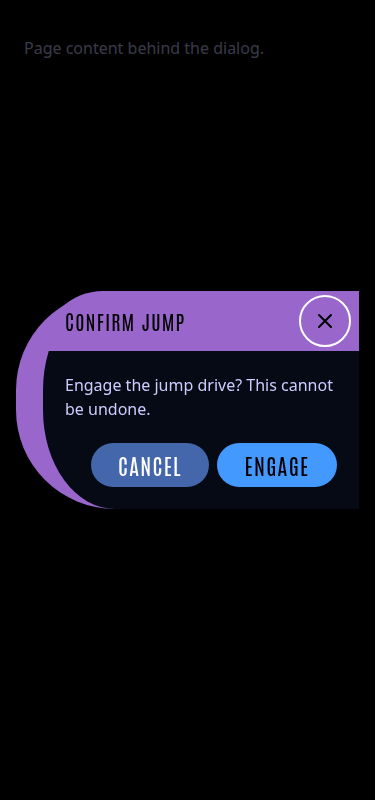 Page content behind the dialog.
CONFIRM JUMP
Engage the jump drive? This cannot
be undone.
CANCEL
ENGAGE